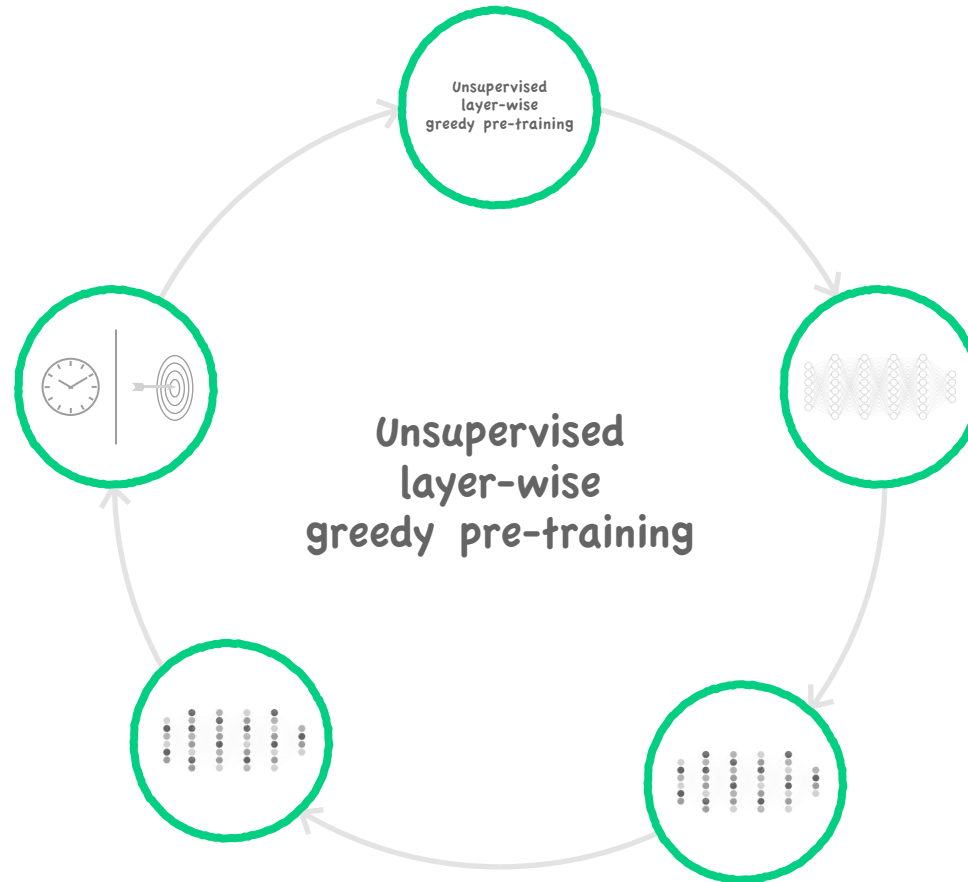 Unsupervised
layer-wise
greedy pre-training
Unsupervised
layer-wise
greedy pre-training